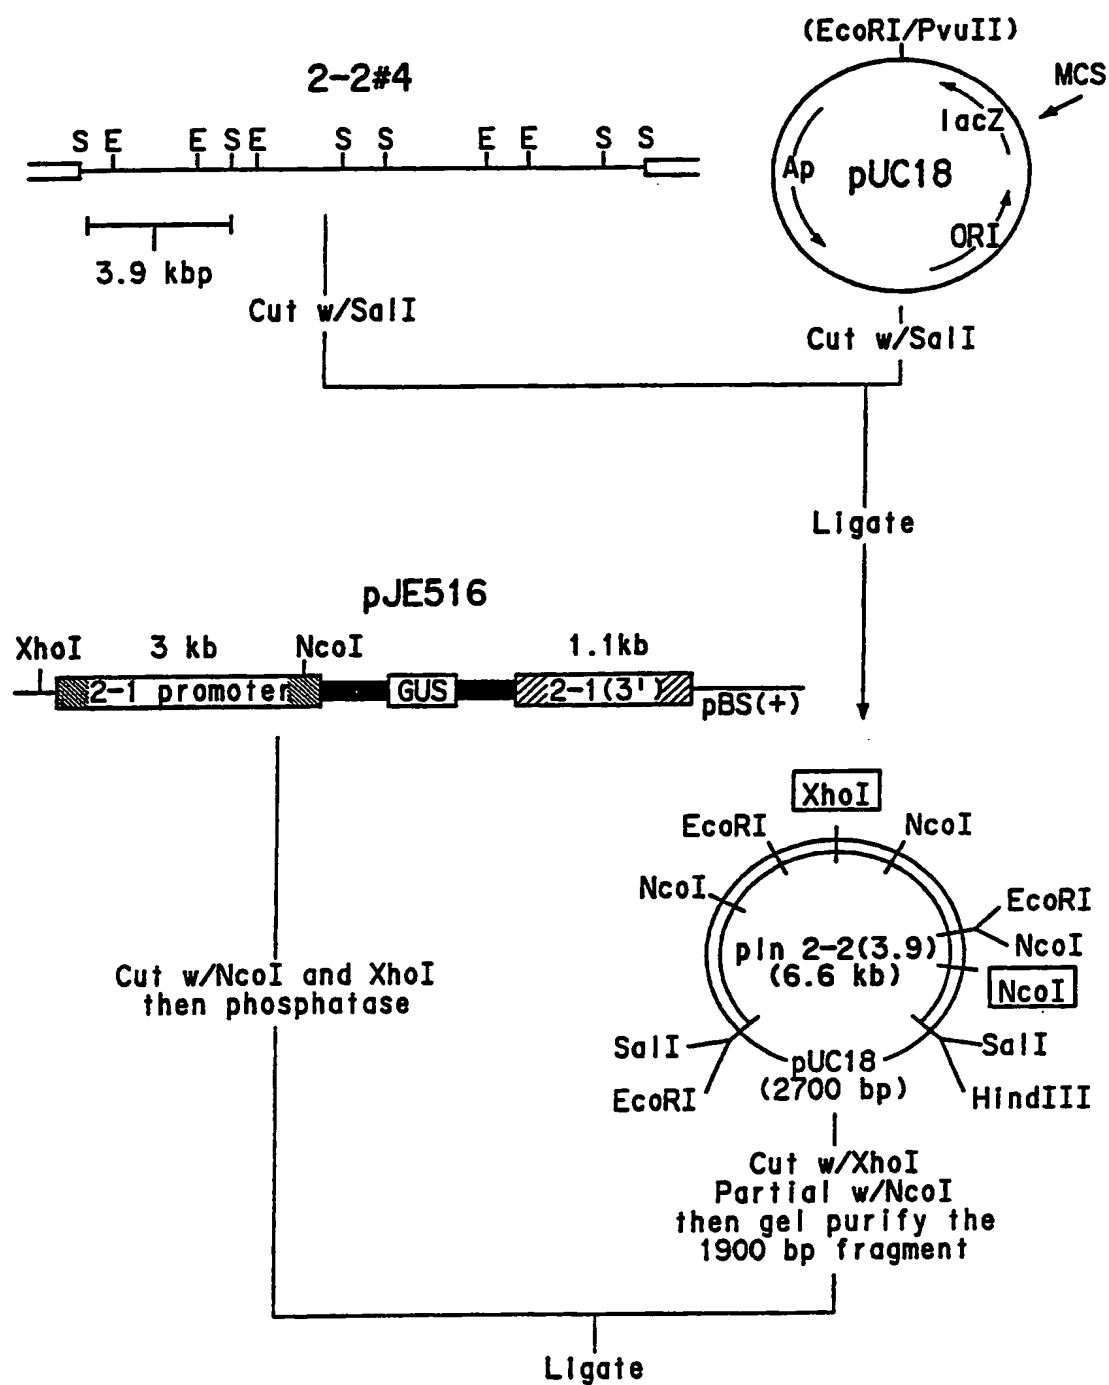 (EcoRI/PvuII)
2-2#4
MCS
S E E S E S S E E S S
lacZ
Ap
pUC18
ORI
3.9 kbp
Cut w/SalI
Cut w/SalI
Ligate
pJE516
XhoI 3 kb NcoI 1.1kb
2-1 promoter GUS 2-1(3')
pBS(+)
XhoI
EcoRI
NcoI
NcoI
EcoRI
NcoI
pin 2-2(3.9)
(6.6 kb)
NcoI
Cut w/NcoI and XhoI
then phosphatase
SalI
SalI
pUC18
(2700 bp)
EcoRI
HindIII
Cut w/XhoI
Partial w/NcoI
then gel purify the
1900 bp fragment
Ligate